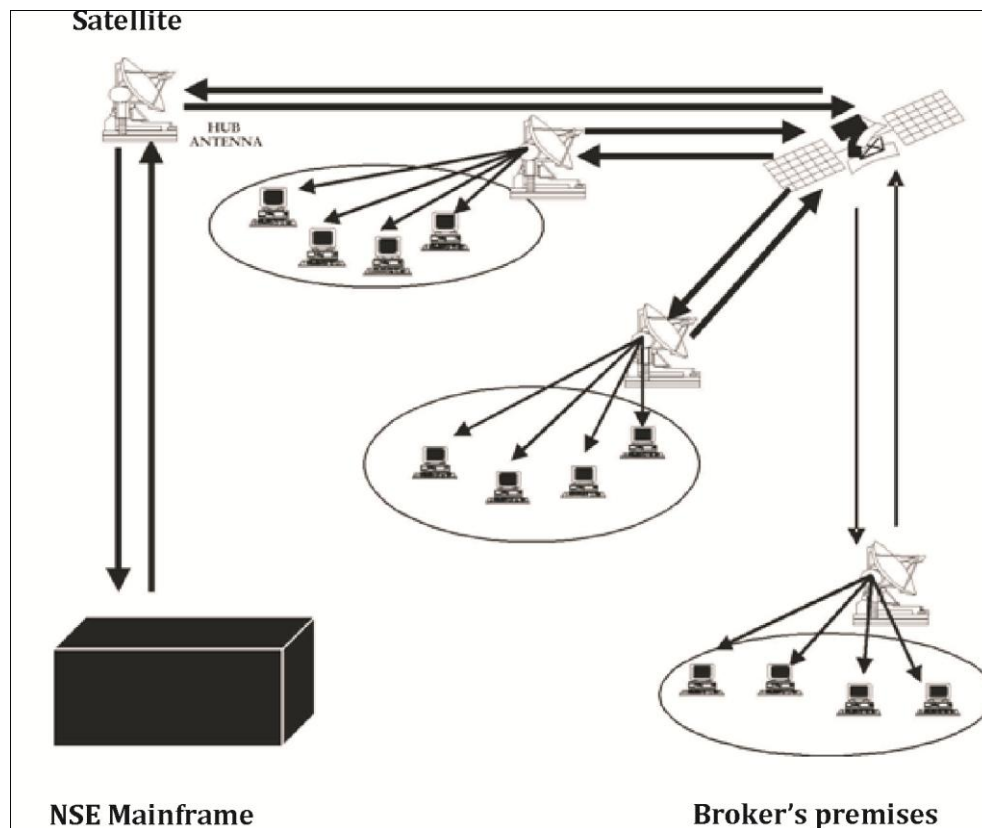 Satellite
HUB
ANTENNA
NSE Mainframe
Broker's premises